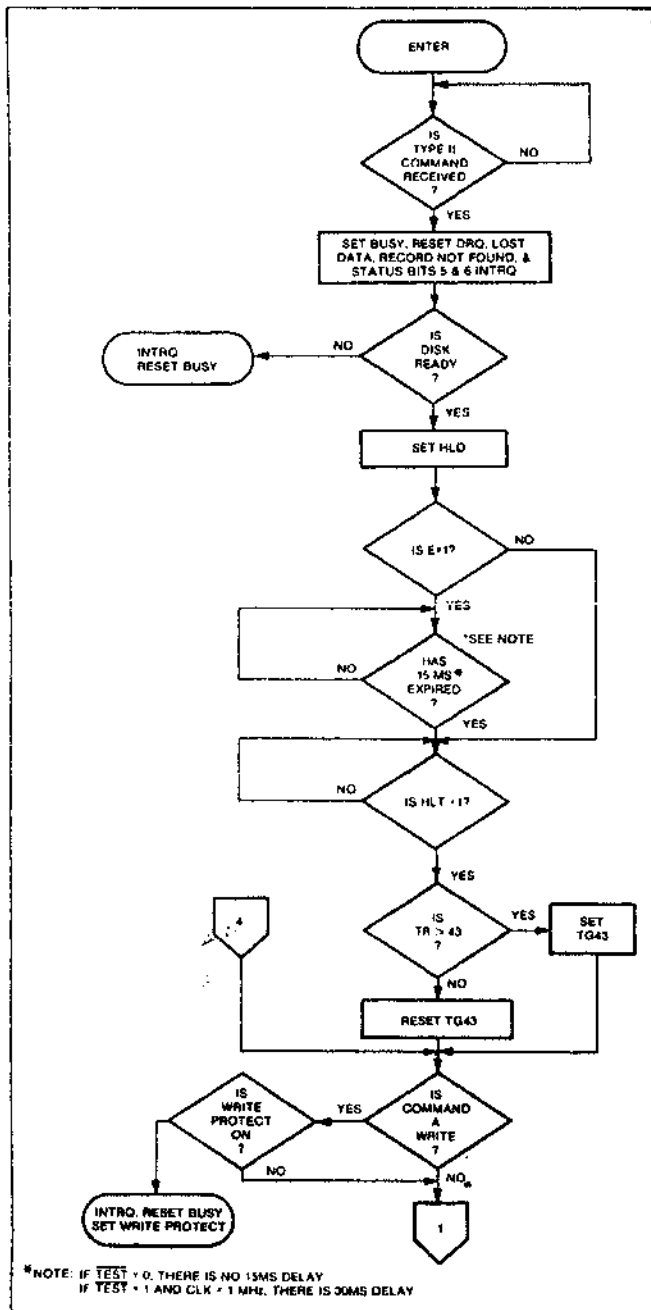 ENTER
IS
TYPE II
COMMAND
RECEIVED
?
NO
YES
SET BUSY, RESET DRQ, LOST
DATA, RECORD NOT FOUND, &
STATUS BITS 5 & 6 INTRQ
IS
DISK
READY
?
NO
INTRQ
RESET BUSY
YES
SET HLD
IS E=1?
NO
YES
*SEE NOTE
HAS
15 MS*
EXPIRED
?
NO
YES
IS HLT =1?
NO
YES
4
IS
TR > 43
?
YES
SET
TG43
NO
RESET TG43
IS
WRITE
PROTECT
ON
?
YES
IS
COMMAND
A
WRITE
?
NO
NO
INTRQ, RESET BUSY
SET WRITE PROTECT
1
*NOTE: IF TEST = 0, THERE IS NO 15MS DELAY
IF TEST = 1 AND CLK = 1 MHz, THERE IS 30MS DELAY